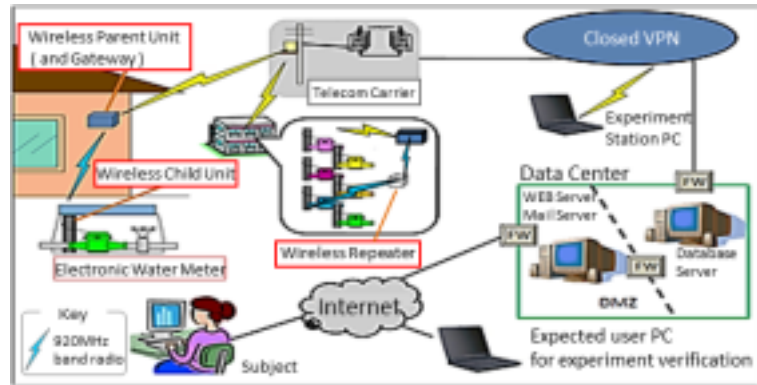 Wireless Parent Unit
( and Gateway )
Telecom Carrier
Closed VPN
Experiment
Station PC
Wireless Child Unit
Electronic Water Meter
Wireless Repeater
Data Center
FW
WEB Server
Mail Server
FW
Database
Server
FW
DMZ
Key
920MHz
band radio
Subject
Internet
Expected user PC
for experiment verification